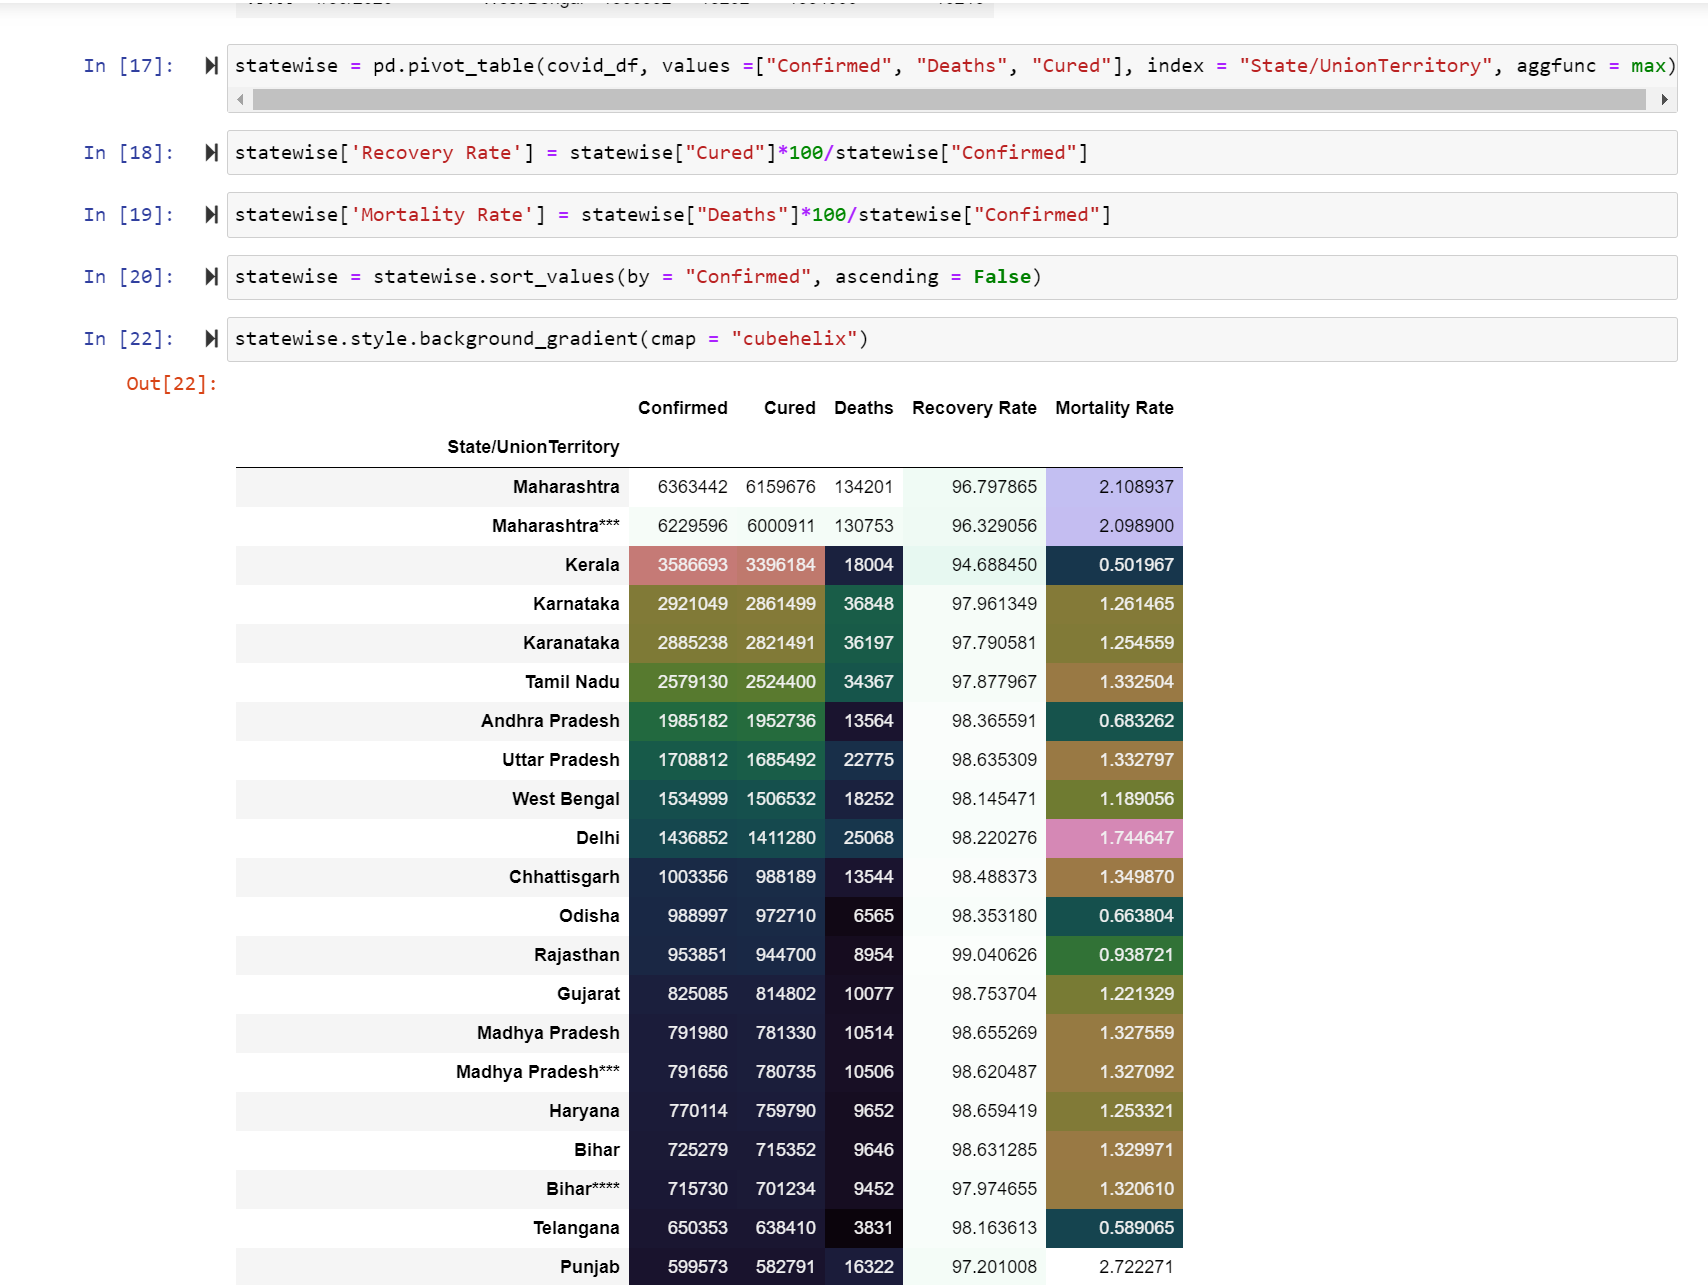 In [17]: statewise = pd.pivot_table(covid_df, values =["Confirmed", "Deaths", "Cured"], index = "State/UnionTerritory", aggfunc = max)
In [18]: statewise['Recovery Rate'] = statewise["Cured"]*100/statewise["Confirmed"]
In [19]: statewise['Mortality Rate'] = statewise["Deaths"]*100/statewise["Confirmed"]
In [20]: statewise = statewise.sort_values(by = "Confirmed", ascending = False)
In [22]: statewise.style.background_gradient(cmap = "cubehelix")
Out[22]:
Confirmed Cured Deaths Recovery Rate Mortality Rate
State/UnionTerritory
Maharashtra 6363442 6159676 134201 96.797865 2.108937
Maharashtra*** 6229596 6000911 130753 96.329056 2.098900
Kerala 3586693 3396184 18004 94.688450 0.501967
Karnataka 2921049 2861499 36848 97.961349 1.261465
Karanataka 2885238 2821491 36197 97.790581 1.254559
Tamil Nadu 2579130 2524400 34367 97.877967 1.332504
Andhra Pradesh 1985182 1952736 13564 98.365591 0.683262
Uttar Pradesh 1708812 1685492 22775 98.635309 1.332797
West Bengal 1534999 1506532 18252 98.145471 1.189056
Delhi 1436852 1411280 25068 98.220276 1.744647
Chhattisgarh 1003356 988189 13544 98.488373 1.349870
Odisha 988997 972710 6565 98.353180 0.663804
Rajasthan 953851 944700 8954 99.040626 0.938721
Gujarat 825085 814802 10077 98.753704 1.221329
Madhya Pradesh 791980 781330 10514 98.655269 1.327559
Madhya Pradesh*** 791656 780735 10506 98.620487 1.327092
Haryana 770114 759790 9652 98.659419 1.253321
Bihar 725279 715352 9646 98.631285 1.329971
Bihar**** 715730 701234 9452 97.974655 1.320610
Telangana 650353 638410 3831 98.163613 0.589065
Punjab 599573 582791 16322 97.201008 2.722271